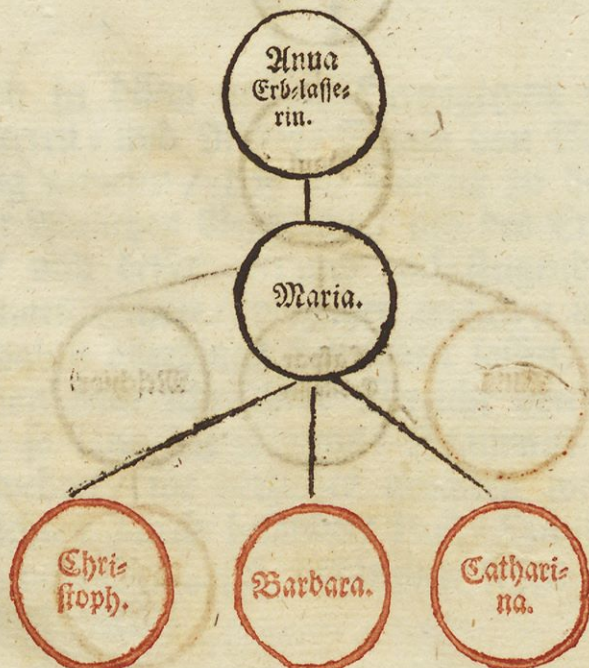 Anna
Erb-lasse-
rin.
Maria.
Chri-
stoph.
Barbara.
Cathari-
na.